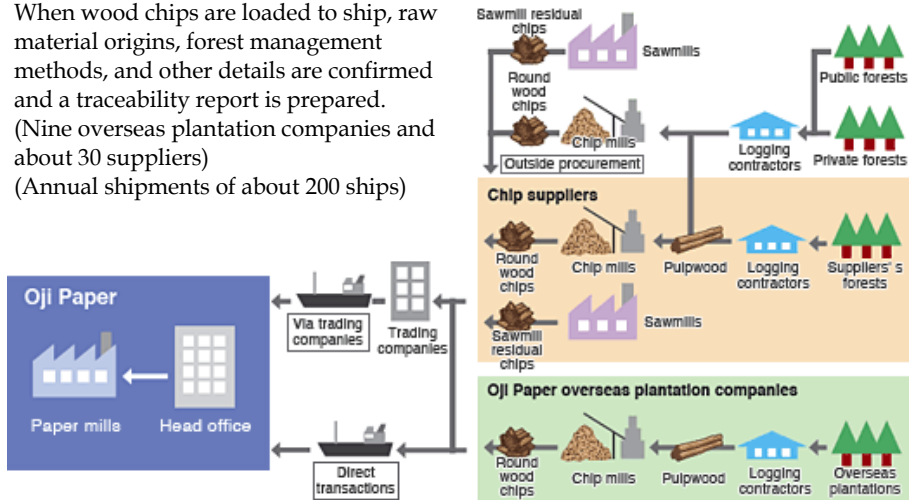 When wood chips are loaded to ship, raw
material origins, forest management
methods, and other details are confirmed
and a traceability report is prepared.
(Nine overseas plantation companies and
about 30 suppliers)
(Annual shipments of about 200 ships)
Sawmill residual
chips
Sawmills
Round
wood
chips
Chip mills
Outside procurement
Logging
contractors
Public forests
Private forests
Chip suppliers
Round
wood
chips
Chip mills
Pulpwood
Logging
contractors
Suppliers' s
forests
Sawmill
residual
chips
Sawmills
Oji Paper
Paper mills
Head office
Via trading
companies
Trading
companies
Direct
transactions
Oji Paper overseas plantation companies
Round
wood
chips
Chip mills
Pulpwood
Logging
contractors
Overseas
plantations